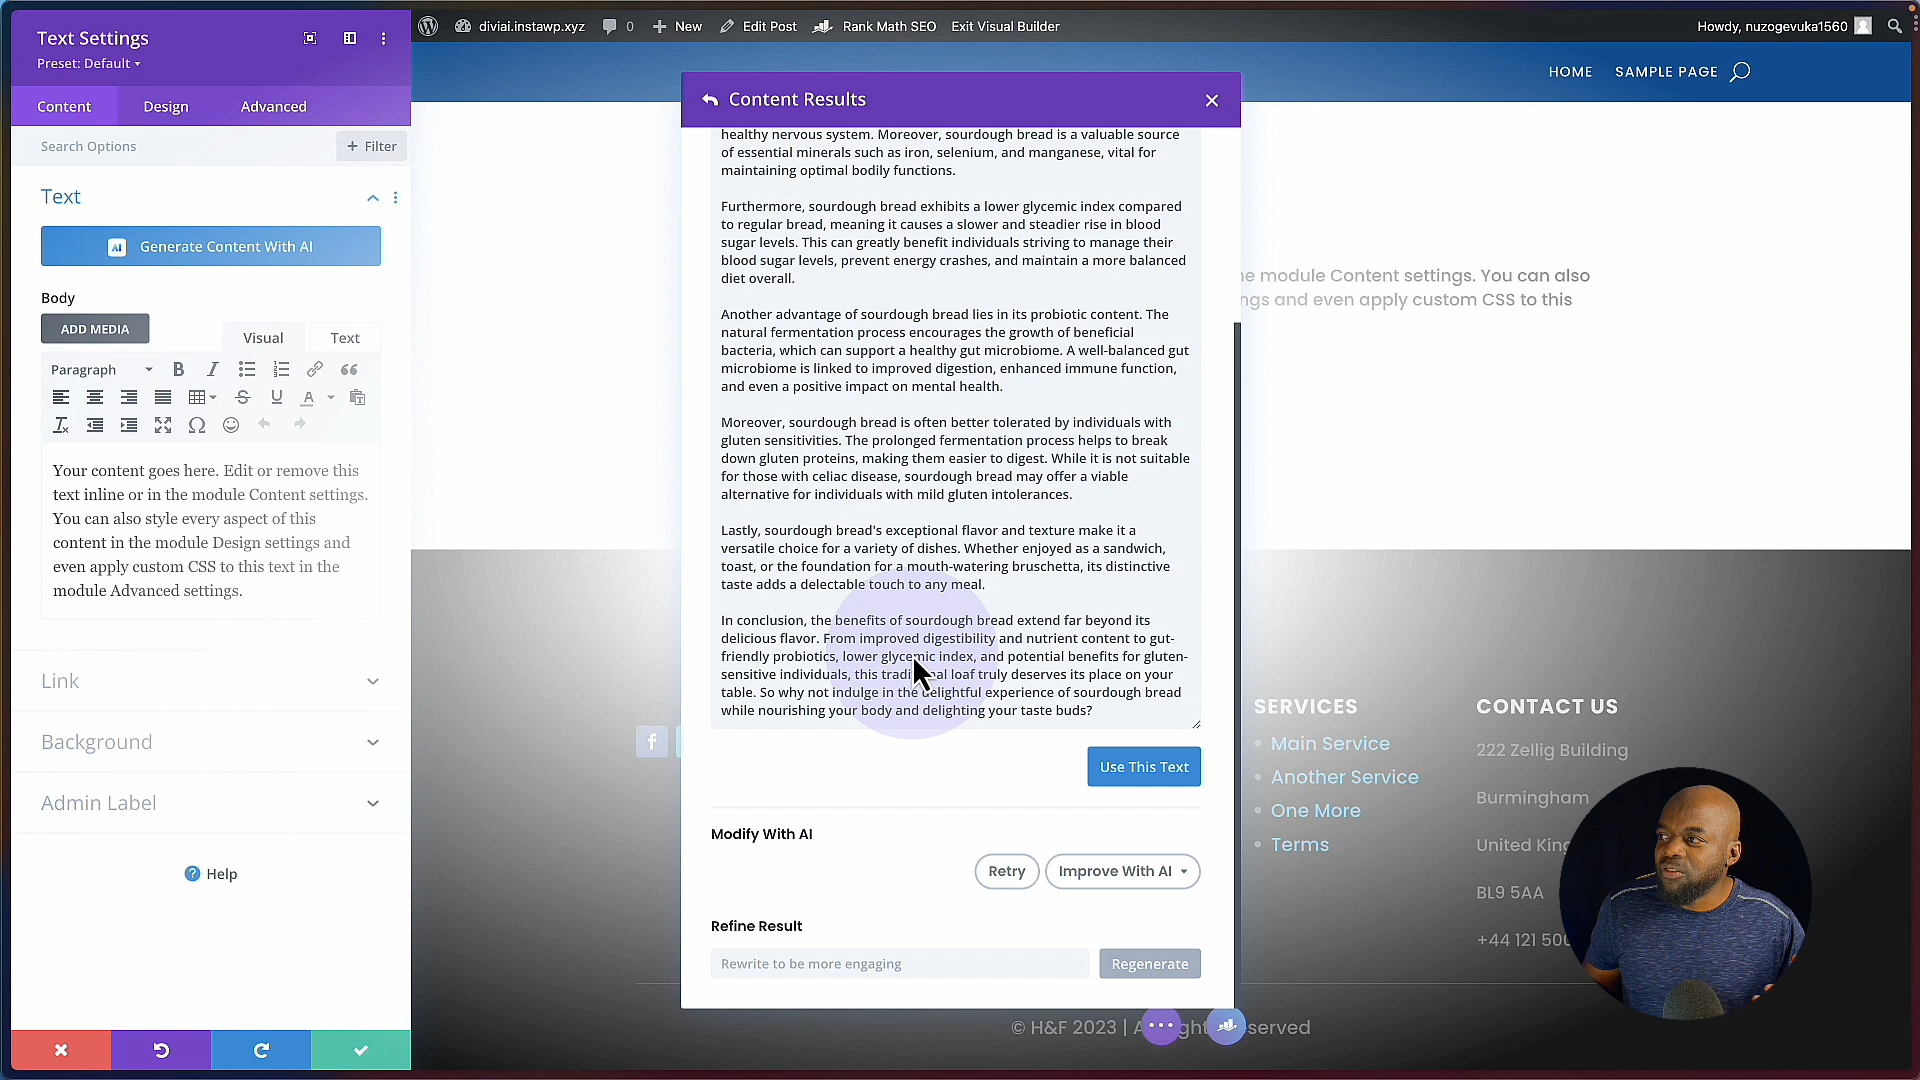 Text Settings
Preset: Default
Content
Design
Advanced
Search Options
+ Filter
Text
AI Generate Content With AI
Body
ADD MEDIA
Visual
Text
Paragraph
Your content goes here. Edit or remove this
text inline or in the module Content settings.
You can also style every aspect of this
content in the module Design settings and
even apply custom CSS to this text in the
module Advanced settings.
Link
Background
Admin Label
? Help
diviai.instawp.xyz
0
+ New
Edit Post
Rank Math SEO
Exit Visual Builder
Howdy, nuzogevuka1560
HOME
SAMPLE PAGE
Content Results
healthy nervous system. Moreover, sourdough bread is a valuable source
of essential minerals such as iron, selenium, and manganese, vital for
maintaining optimal bodily functions.
Furthermore, sourdough bread exhibits a lower glycemic index compared
to regular bread, meaning it causes a slower and steadier rise in blood
sugar levels. This can greatly benefit individuals striving to manage their
blood sugar levels, prevent energy crashes, and maintain a more balanced
diet overall.
Another advantage of sourdough bread lies in its probiotic content. The
natural fermentation process encourages the growth of beneficial
bacteria, which can support a healthy gut microbiome. A well-balanced gut
microbiome is linked to improved digestion, enhanced immune function,
and even a positive impact on mental health.
Moreover, sourdough bread is often better tolerated by individuals with
gluten sensitivities. The prolonged fermentation process helps to break
down gluten proteins, making them easier to digest. While it is not suitable
for those with celiac disease, sourdough bread may offer a viable
alternative for individuals with mild gluten intolerances.
Lastly, sourdough bread's exceptional flavor and texture make it a
versatile choice for a variety of dishes. Whether enjoyed as a sandwich,
toast, or the foundation for a mouth-watering bruschetta, its distinctive
taste adds a delectable touch to any meal.
In conclusion, the benefits of sourdough bread extend far beyond its
delicious flavor. From improved digestibility and nutrient content to gut-
friendly probiotics, lower glycemic index, and potential benefits for gluten-
sensitive individuals, this traditional loaf truly deserves its place on your
table. So why not indulge in the delightful experience of sourdough bread
while nourishing your body and delighting your taste buds?
Use This Text
Modify With AI
Retry
Improve With AI
Refine Result
Rewrite to be more engaging
Regenerate
module Content settings. You can also
and even apply custom CSS to this
f
SERVICES
Main Service
Another Service
One More
Terms
CONTACT US
222 Zellig Building
Burmingham
United
BL9 5AA
+44 121
© H&F 2023 |